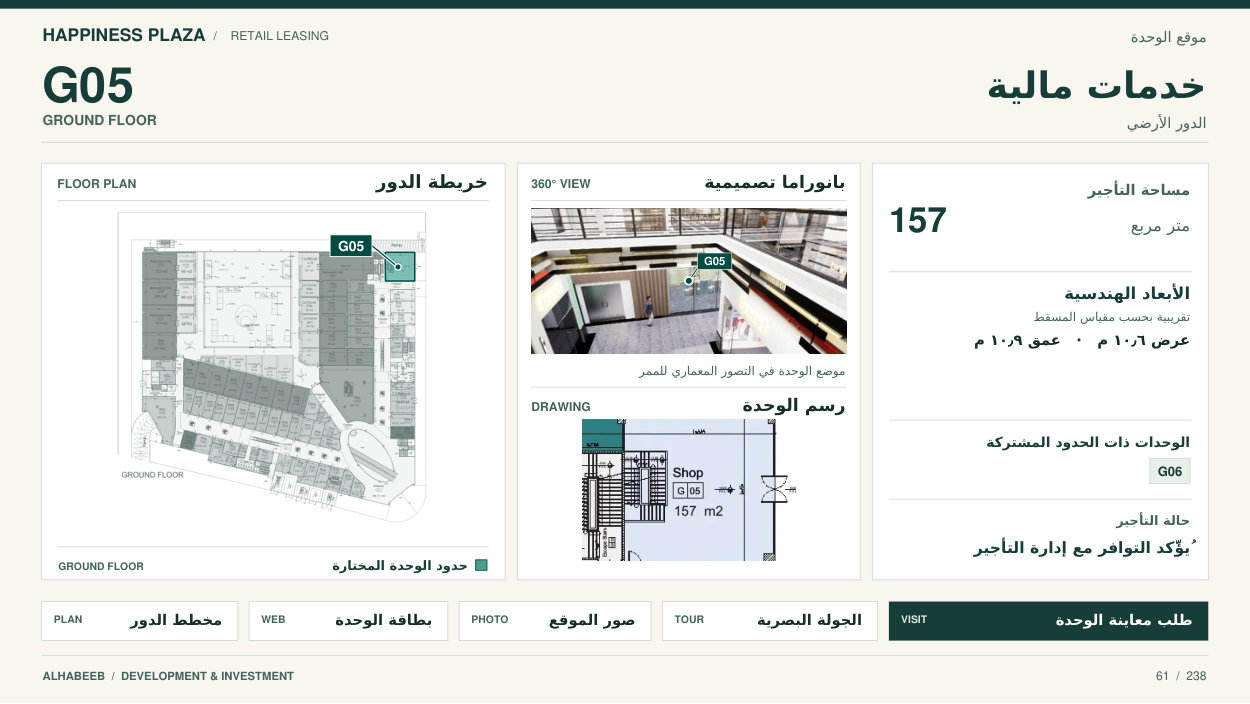 HAPPINESS PLAZA / RETAIL LEASING
موقع الوحدة
G05
خدمات مالية
GROUND FLOOR
الدور الأرضي
FLOOR PLAN
خريطة الدور
G05
Ramp
GROUND FLOOR
GROUND FLOOR
حدود الوحدة المختارة
360° VIEW
بانوراما تصميمية
G05
موضع الوحدة في التصور المعماري للممر
DRAWING
رسم الوحدة
Shop
G 05
157 m2
مساحة التأجير
157
متر مربع
الأبعاد الهندسية
تقريبية بحسب مقياس المسقط
عرض ١٠٫٦ م · عمق ١٠٫٩ م
الوحدات ذات الحدود المشتركة
G06
حالة التأجير
ُيؤّكد التوافر مع إدارة التأجير
PLAN
مخطط الدور
WEB
بطاقة الوحدة
PHOTO
صور الموقع
TOUR
الجولة البصرية
VISIT
طلب معاينة الوحدة
ALHABEEB / DEVELOPMENT & INVESTMENT
61 / 238